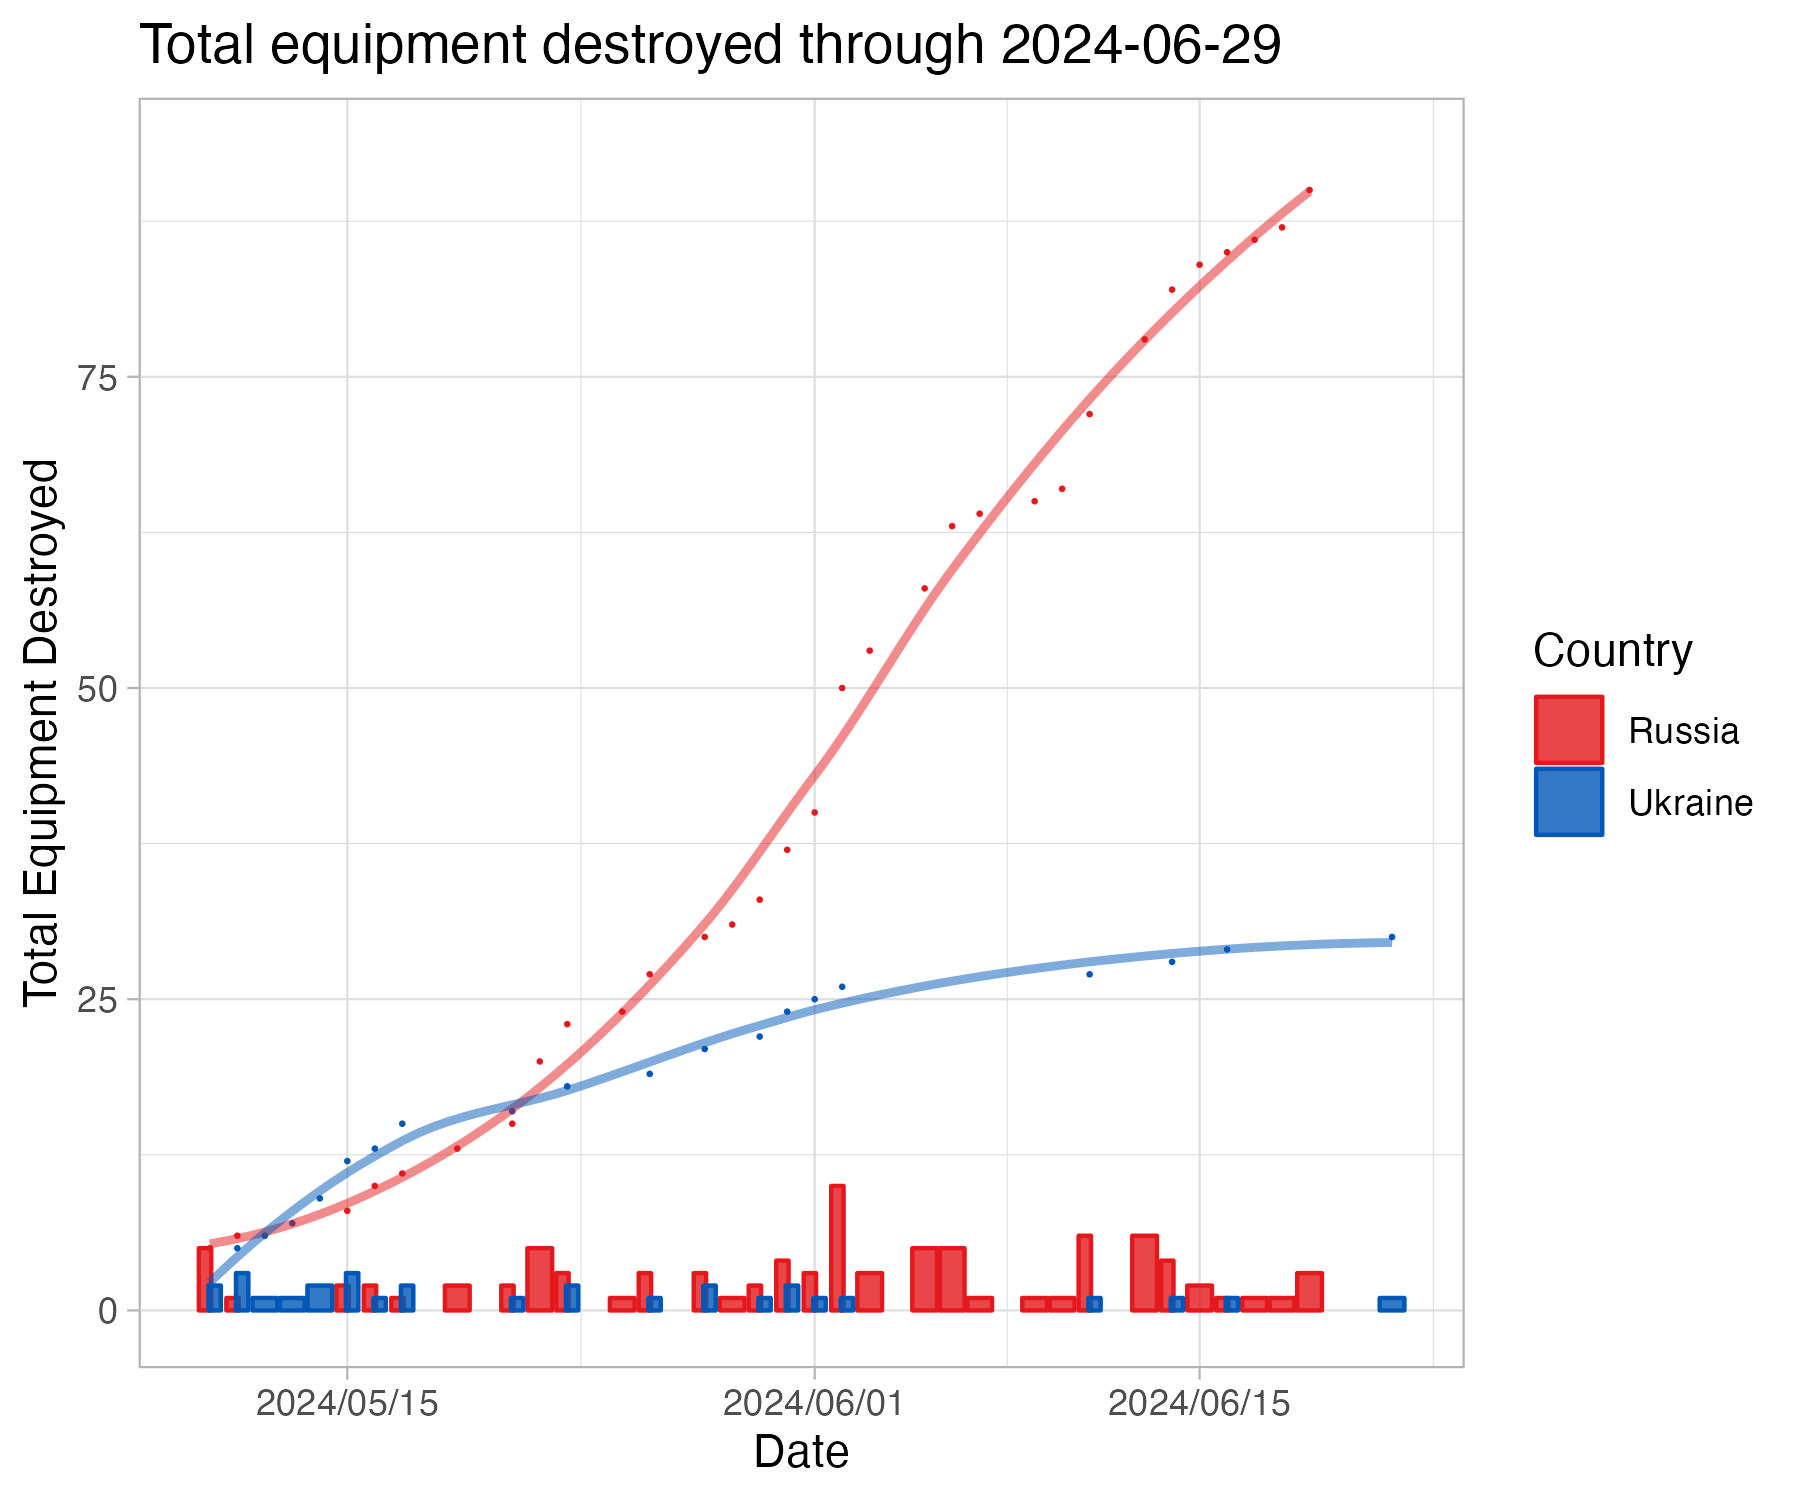 Total equipment destroyed through 2024-06-29
Total Equipment Destroyed
75
50
25
0
2024/05/15
2024/06/01
2024/06/15
Date
Country
Russia
Ukraine